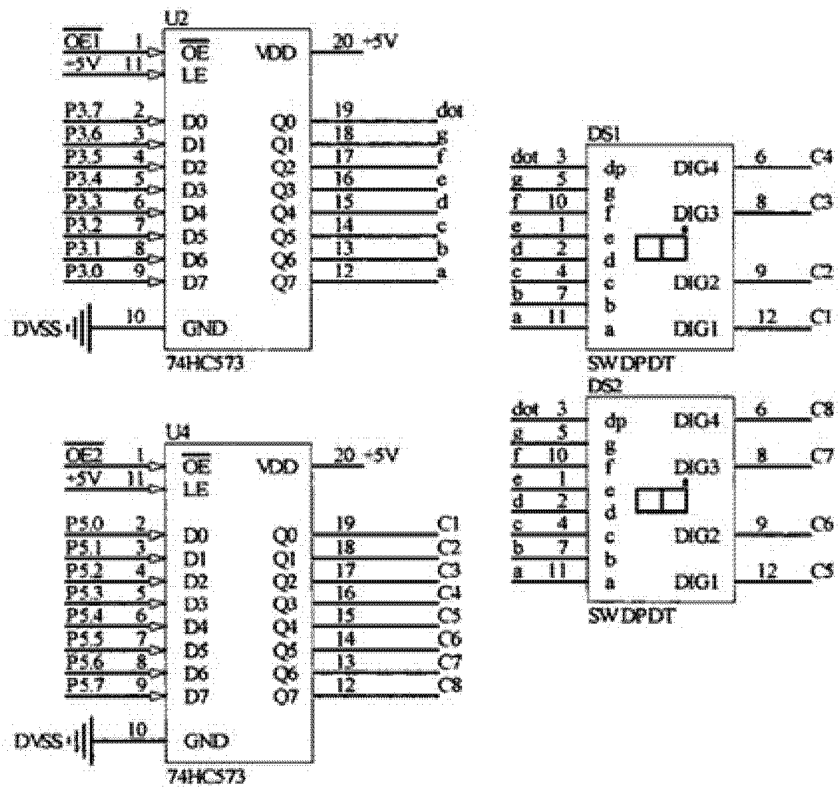 U2
OE1 1 OE VDD 20 +5V
+5V 11 LE
P3.7 2 D0 Q0 19 dot
P3.6 3 D1 Q1 18 g
P3.5 4 D2 Q2 17 f
P3.4 5 D3 Q3 16 e
P3.3 6 D4 Q4 15 d
P3.2 7 D5 Q5 14 c
P3.1 8 D6 Q6 13 b
P3.0 9 D7 Q7 12 a
DVSS 10 GND
74HC573
DS1
dot 3 dp DIG4 6 C4
g 5 g
f 10 f DIG3 8 C3
e 1 e
d 2 d
c 4 c DIG2 9 C2
b 7 b
a 11 a DIG1 12 C1
SW DPDT
DS2
dot 3 dp DIG4 6 C8
g 5 g
f 10 f DIG3 8 C7
e 1 e
d 2 d
c 4 c DIG2 9 C6
b 7 b
a 11 a DIG1 12 C5
SW DPDT
U4
OE2 1 OE VDD 20 +5V
+5V 11 LE
P5.0 2 D0 Q0 19 C1
P5.1 3 D1 Q1 18 C2
P5.2 4 D2 Q2 17 C3
P5.3 5 D3 Q3 16 C4
P5.4 6 D4 Q4 15 C5
P5.5 7 D5 Q5 14 C6
P5.6 8 D6 Q6 13 C7
P5.7 9 D7 Q7 12 C8
DVSS 10 GND
74HC573